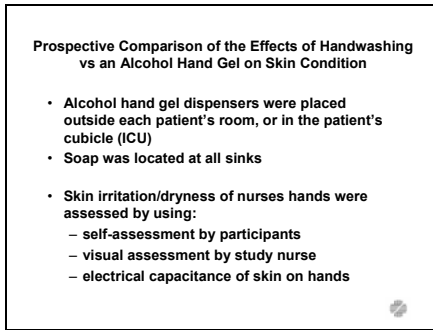 Prospective Comparison of the Effects of Handwashing
vs an Alcohol Hand Gel on Skin Condition
• Alcohol hand gel dispensers were placed
outside each patient's room, or in the patient's
cubicle (ICU)
• Soap was located at all sinks
• Skin irritation/dryness of nurses hands were
assessed by using:
– self-assessment by participants
– visual assessment by study nurse
– electrical capacitance of skin on hands